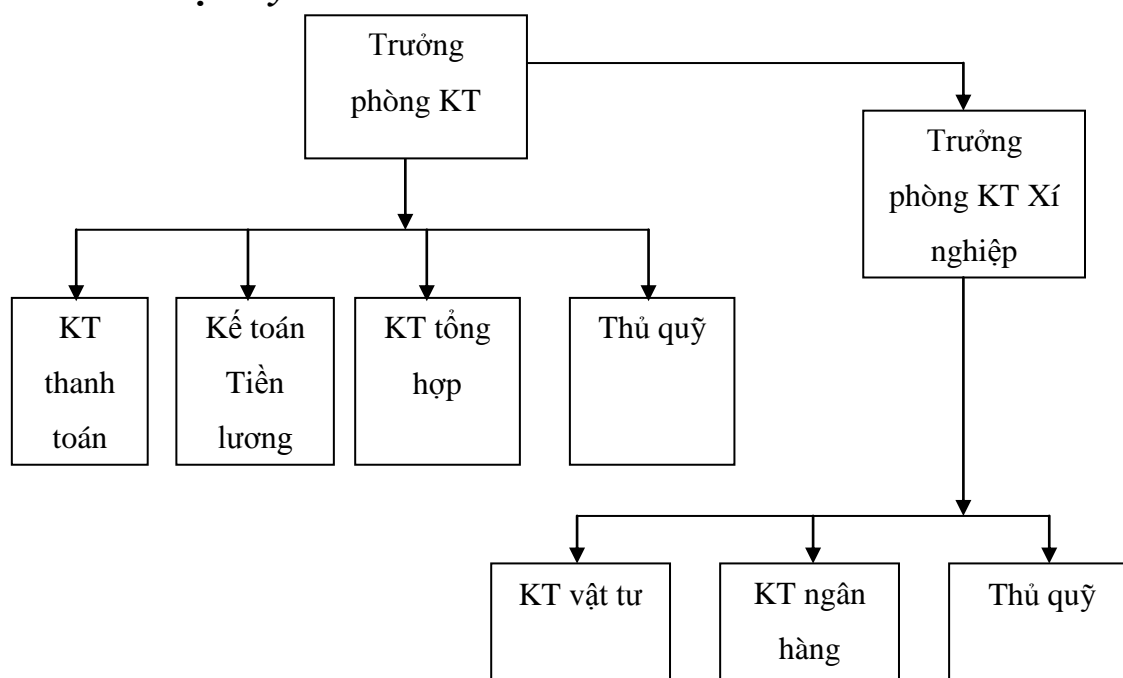 Trưởng
phòng KT
Trưởng
phòng KT Xí
nghiệp
KT
thanh
toán
Kế toán
Tiền
lương
KT tổng
hợp
Thủ quỹ
KT vật tư
KT ngân
hàng
Thủ quỹ